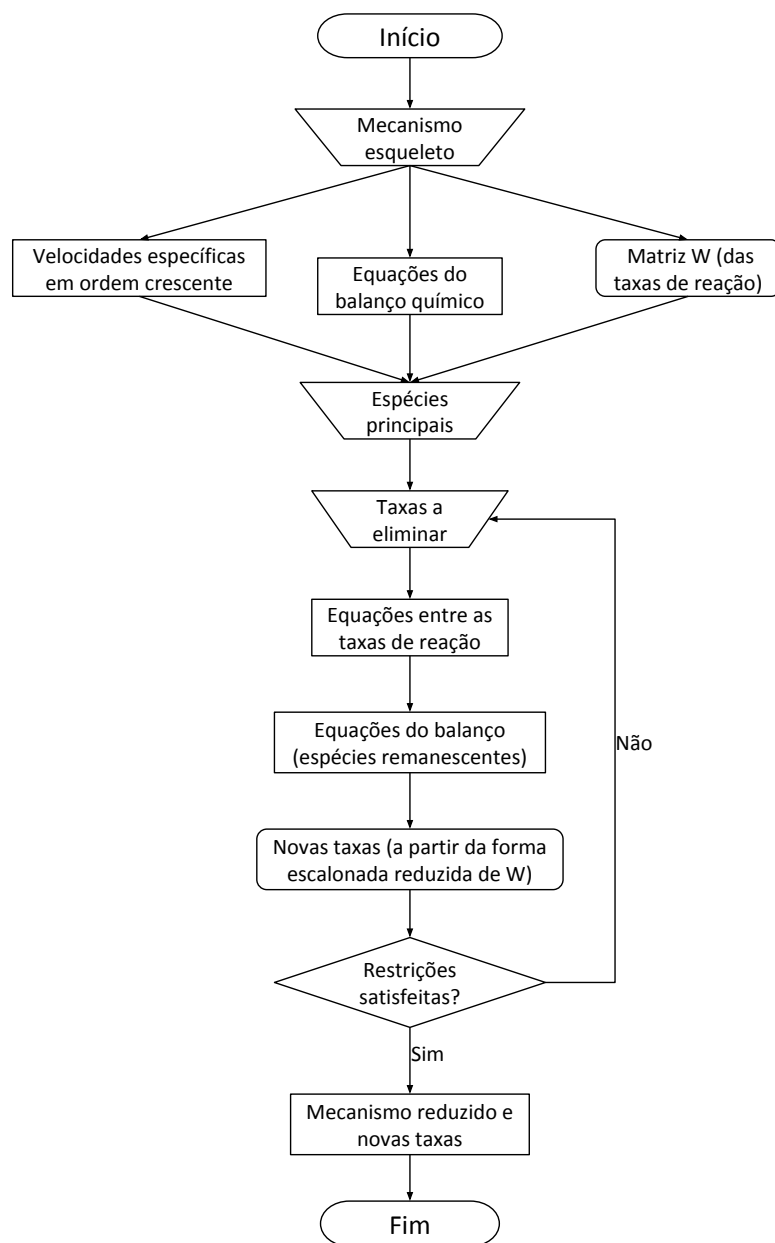 Início
Mecanismo
esqueleto
Velocidades específicas
em ordem crescente
Equações do
balanço químico
Matriz W (das
taxas de reação)
Espécies
principais
Taxas a
eliminar
Equações entre as
taxas de reação
Equações do balanço
(espécies remanescentes)
Não
Novas taxas (a partir da forma
escalonada reduzida de W)
Restrições
satisfeitas?
Sim
Mecanismo reduzido e
novas taxas
Fim